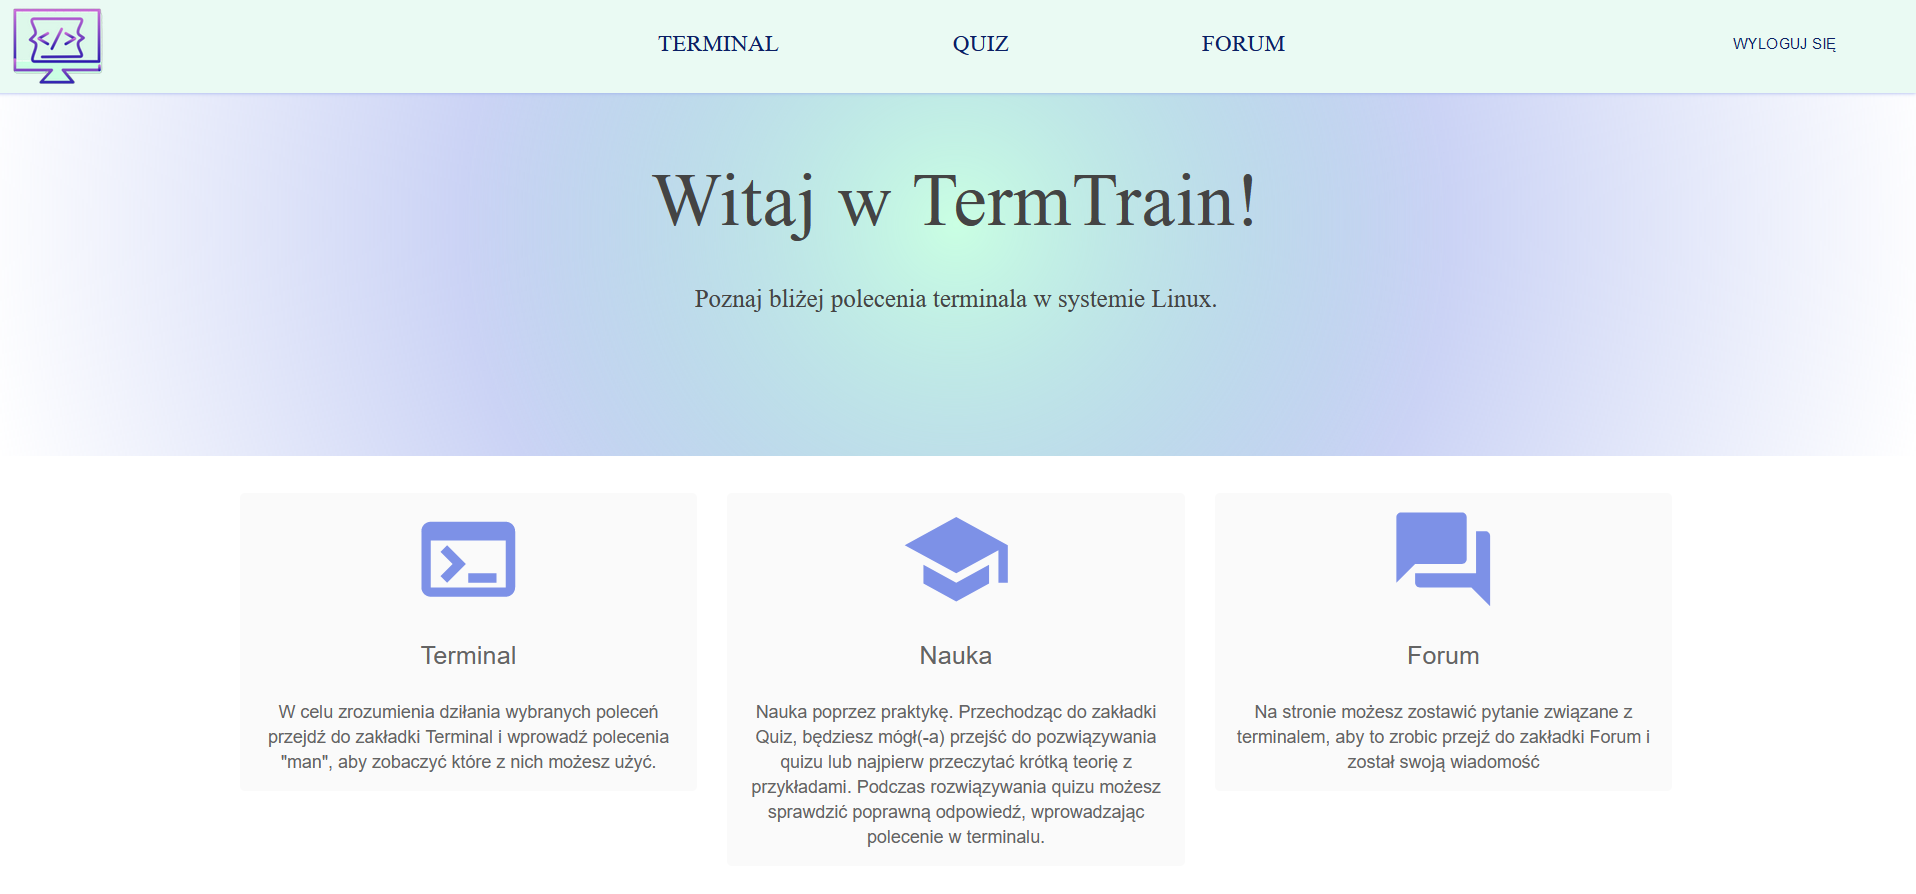 </>
TERMINAL
QUIZ
FORUM
WYLOGUJ SIĘ
Witaj w TermTrain!
Poznaj bliżej polecenia terminala w systemie Linux.
Terminal
W celu zrozumienia dziłania wybranych poleceń
przejdź do zakładki Terminal i wprowadź polecenia
"man", aby zobaczyć które z nich możesz użyć.
Nauka
Nauka poprzez praktykę. Przechodząc do zakładki
Quiz, będziesz mógł(-a) przejść do pozwiązywania
quizu lub najpierw przeczytać krótką teorię z
przykładami. Podczas rozwiązywania quizu możesz
sprawdzić poprawną odpowiedź, wprowadzając
polecenie w terminalu.
Forum
Na stronie możesz zostawić pytanie związane z
terminalem, aby to zrobic przejź do zakładki Forum i
został swoją wiadomość